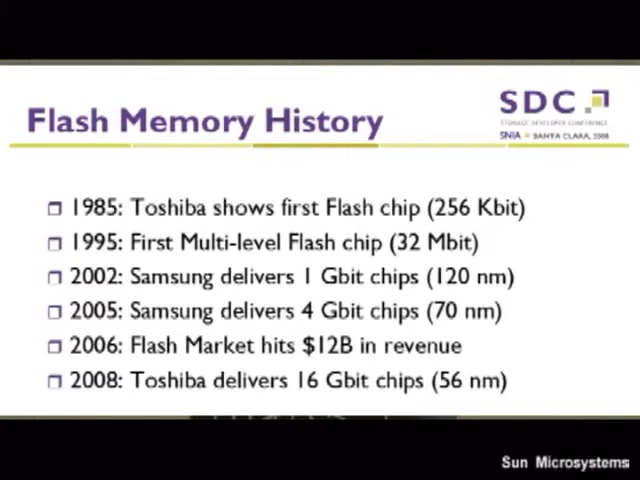 Flash Memory History
SDC
STORAGE DEVELOPER CONFERENCE
SNIA SANTA CLARA, 2008
1985: Toshiba shows first Flash chip (256 Kbit)
1995: First Multi-level Flash chip (32 Mbit)
2002: Samsung delivers 1 Gbit chips (120 nm)
2005: Samsung delivers 4 Gbit chips (70 nm)
2006: Flash Market hits $12B in revenue
2008: Toshiba delivers 16 Gbit chips (56 nm)
Sun Microsystems